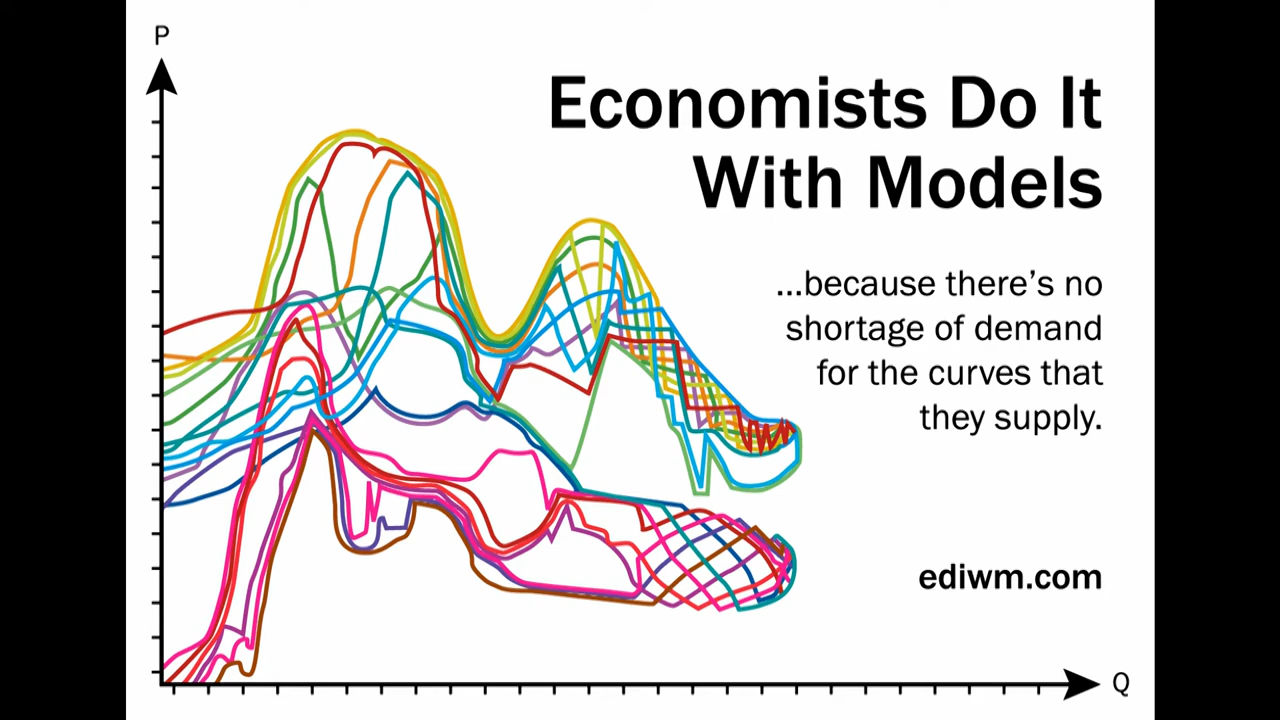 P
Economists Do It
With Models
...because there's no
shortage of demand
for the curves that
they supply.
ediwm.com
Q